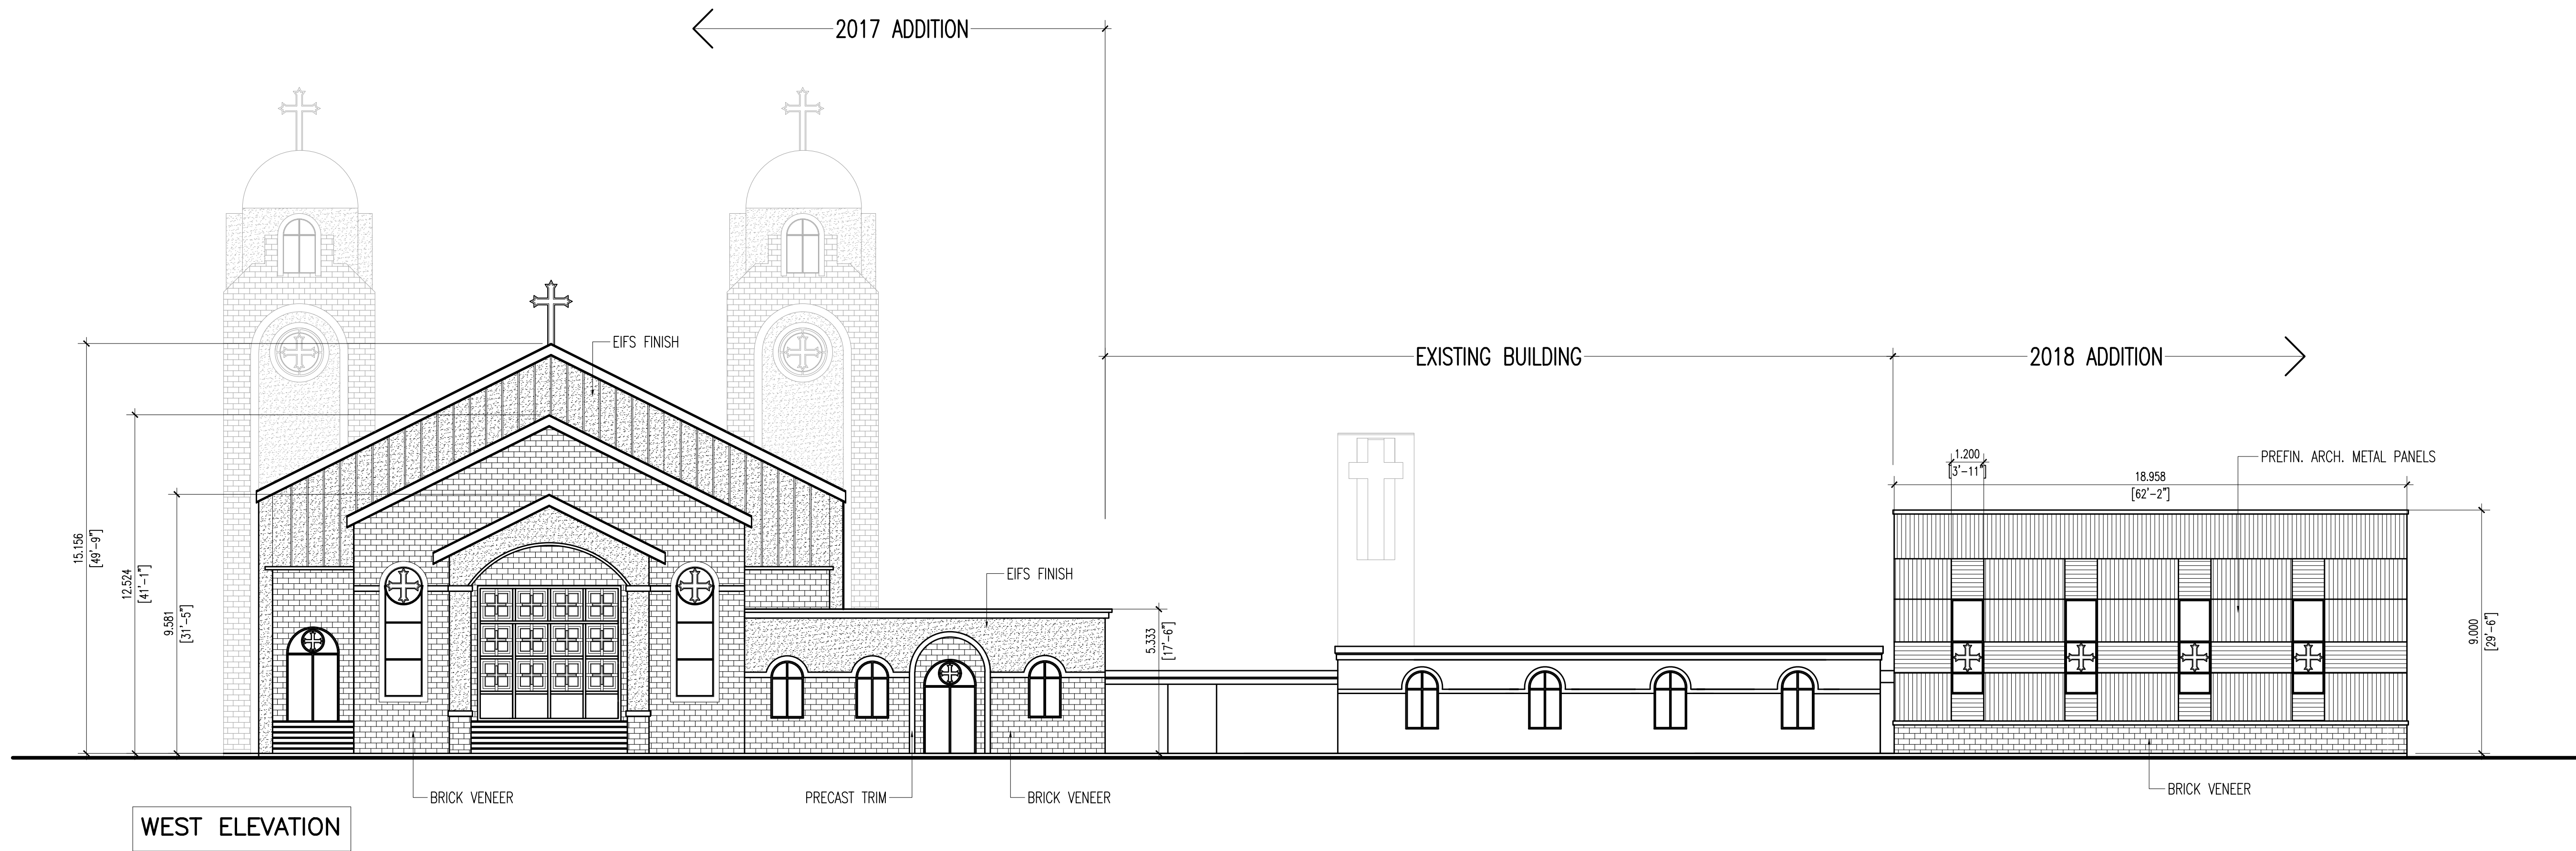 2017 ADDITION
EIFS FINISH
EXISTING BUILDING
2018 ADDITION
1.200
[3'-11"]
PREFIN. ARCH. METAL PANELS
18.958
[62'-2"]
15.156
[49'-9"]
12.524
[41'-1"]
9.581
[31'-5"]
EIFS FINISH
5.333
[17'-6"]
9.000
[29'-6"]
BRICK VENEER
PRECAST TRIM
BRICK VENEER
BRICK VENEER
WEST ELEVATION